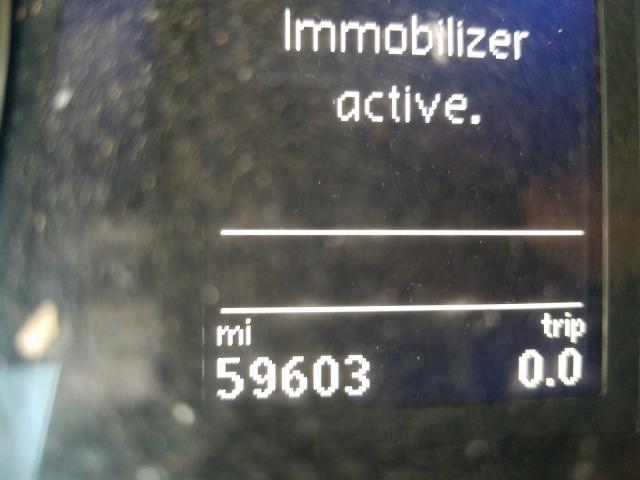 Immobilizer
active.
mi trip
59603 0.0